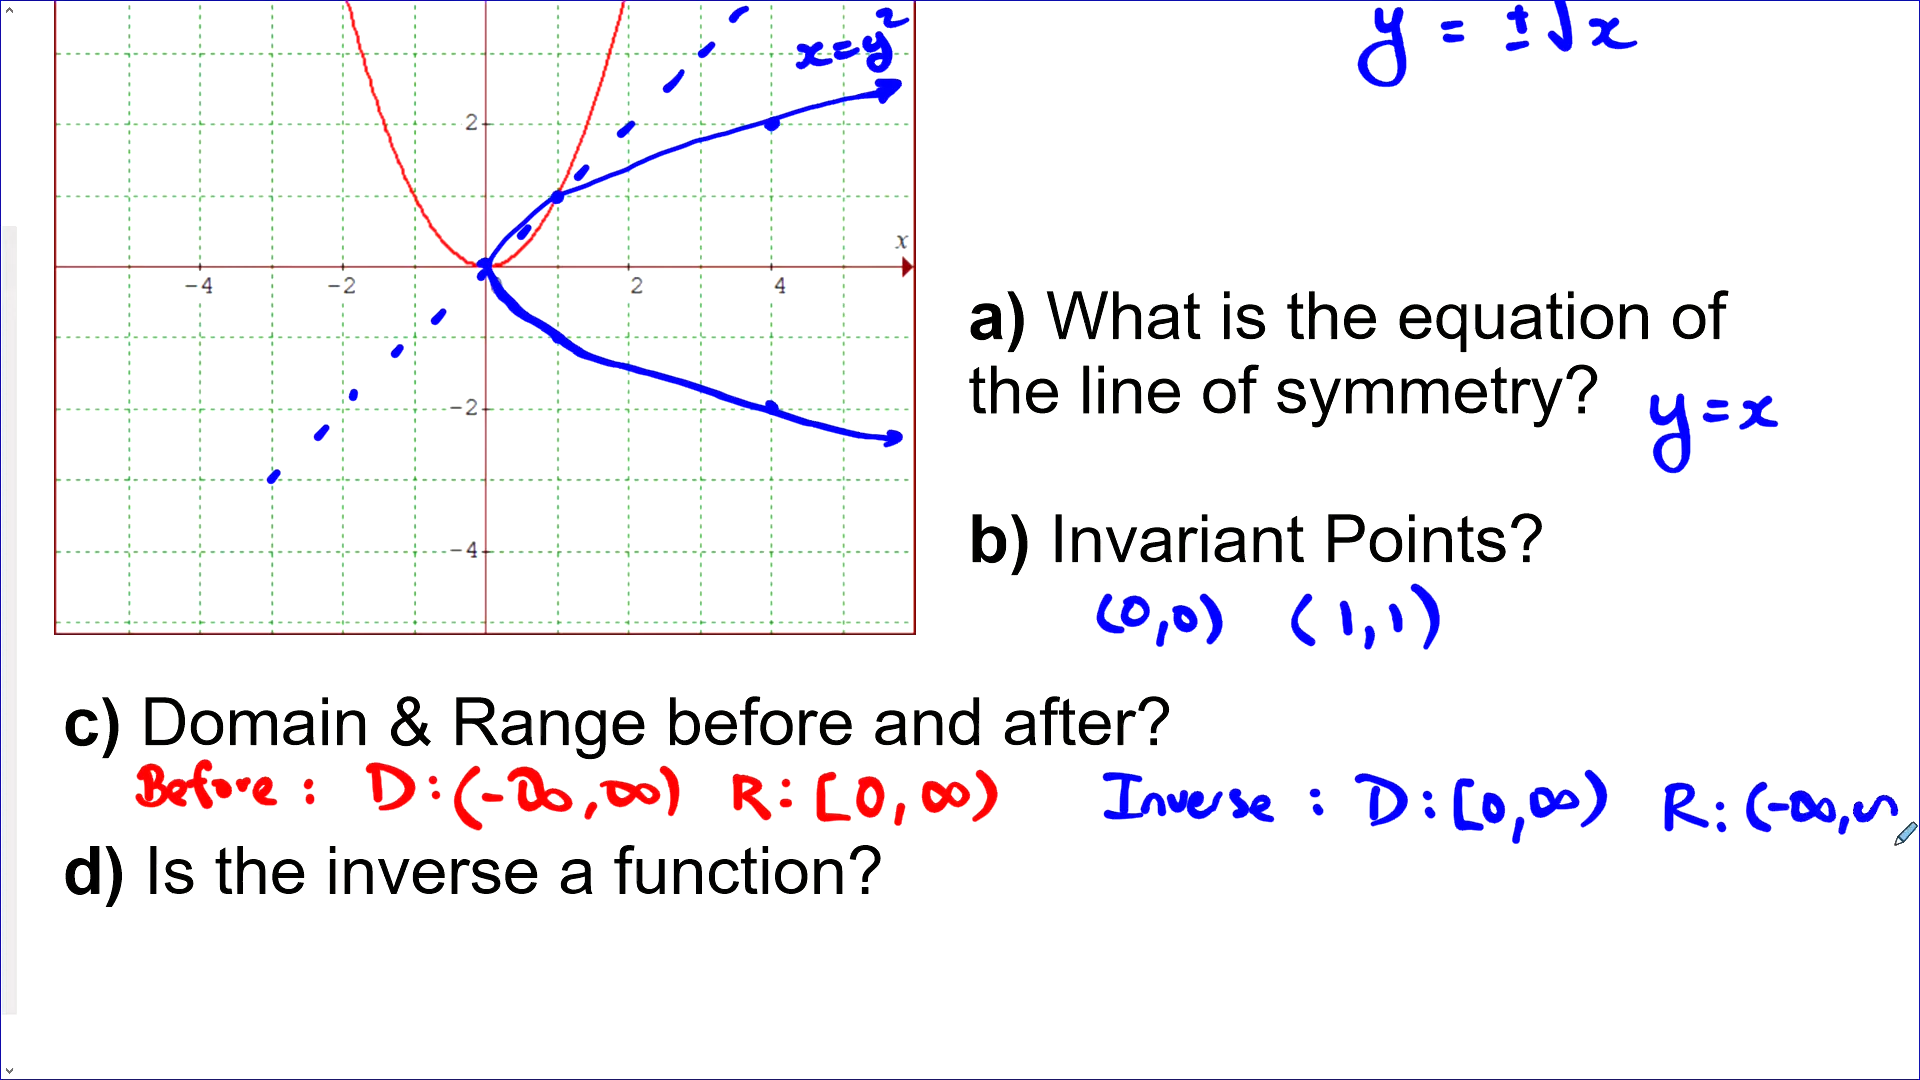 y = ±√x
x=y²
2
x
-4 -2 2 4
-2
-4
a) What is the equation of
the line of symmetry? y=x
b) Invariant Points?
(0,0) (1,1)
c) Domain & Range before and after?
Before : D:(-∞,∞) R:[0,∞) Inverse : D:[0,∞) R:(-∞,∞
d) Is the inverse a function?